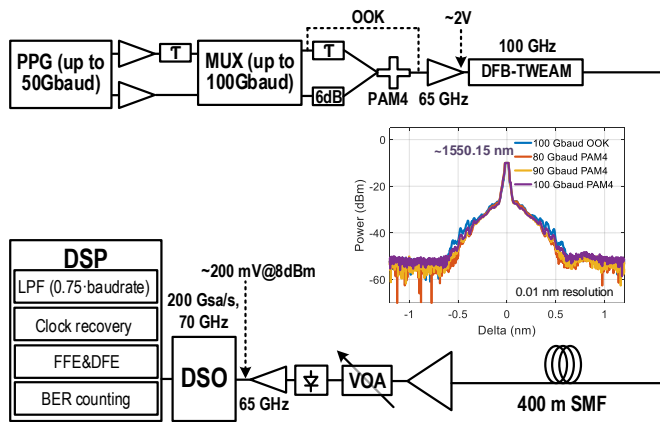 OOK
~2V
PPG (up to
50Gbaud)
τ
MUX (up to
100Gbaud)
τ
6dB
PAM4
65 GHz
100 GHz
DFB-TWEAM
~1550.15 nm
100 Gbaud OOK
80 Gbaud PAM4
90 Gbaud PAM4
100 Gbaud PAM4
0
-20
-40
-60
Power (dBm)
0.01 nm resolution
-1
-0.5
0
0.5
1
Delta (nm)
DSP
LPF (0.75·baudrate)
Clock recovery
FFE&DFE
BER counting
~200 mV@8dBm
200 Gsa/s,
70 GHz
DSO
65 GHz
VOA
400 m SMF